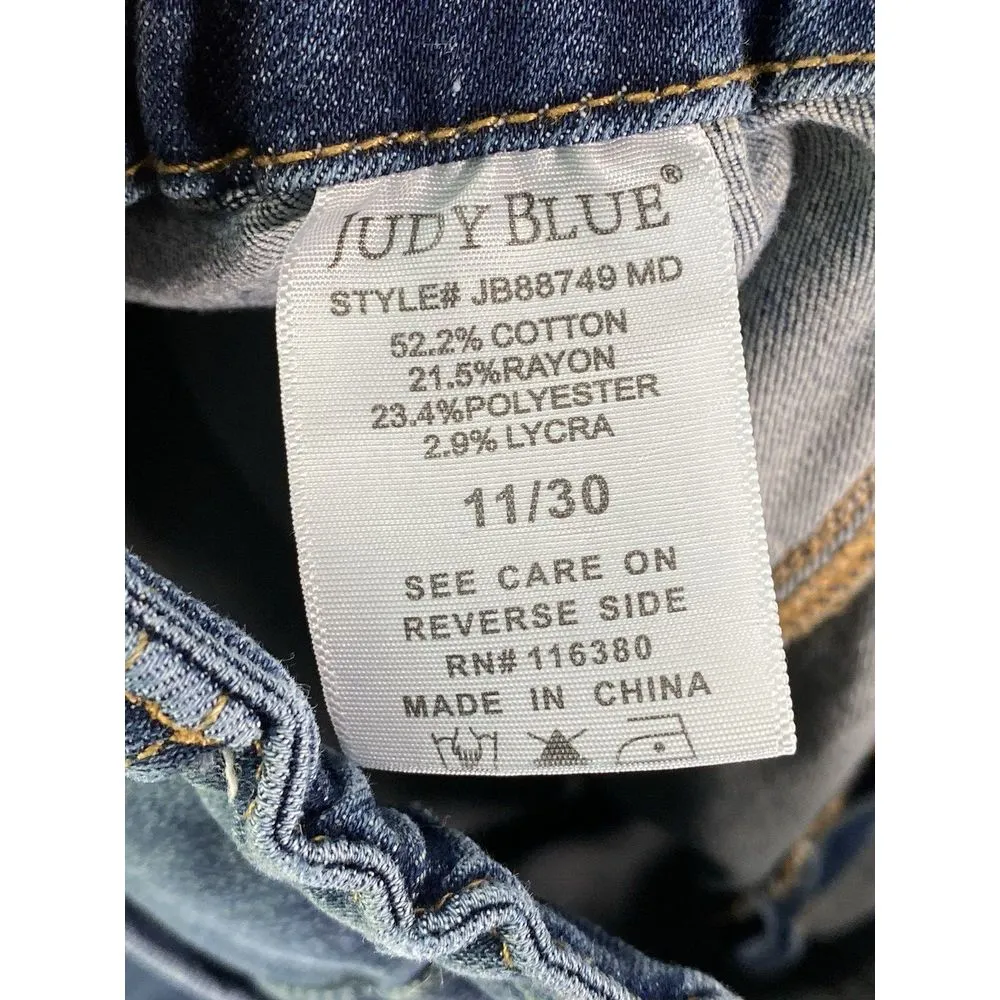 JUDY BLUE®
STYLE# JB88749 MD
52.2% COTTON
21.5%RAYON
23.4%POLYESTER
2.9% LYCRA
11/30
SEE CARE ON
REVERSE SIDE
RN# 116380
MADE IN CHINA